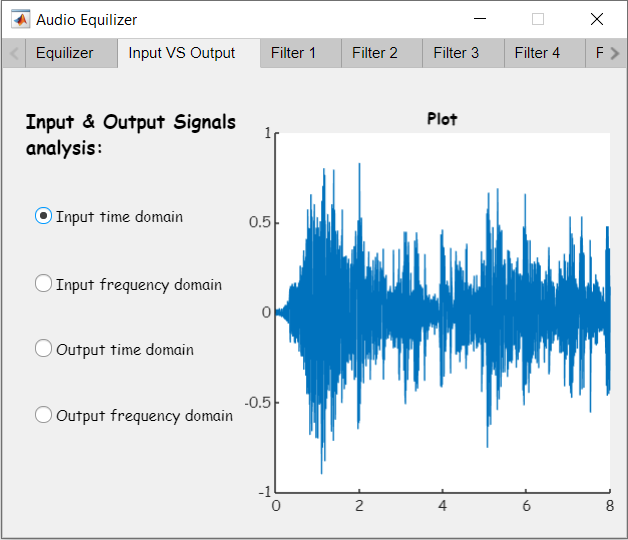 Audio Equilizer
Equilizer Input VS Output Filter 1 Filter 2 Filter 3 Filter 4 F
Input & Output Signals
analysis:
Input time domain
Input frequency domain
Output time domain
Output frequency domain
Plot
1
0.5
0
-0.5
-1
0 2 4 6 8